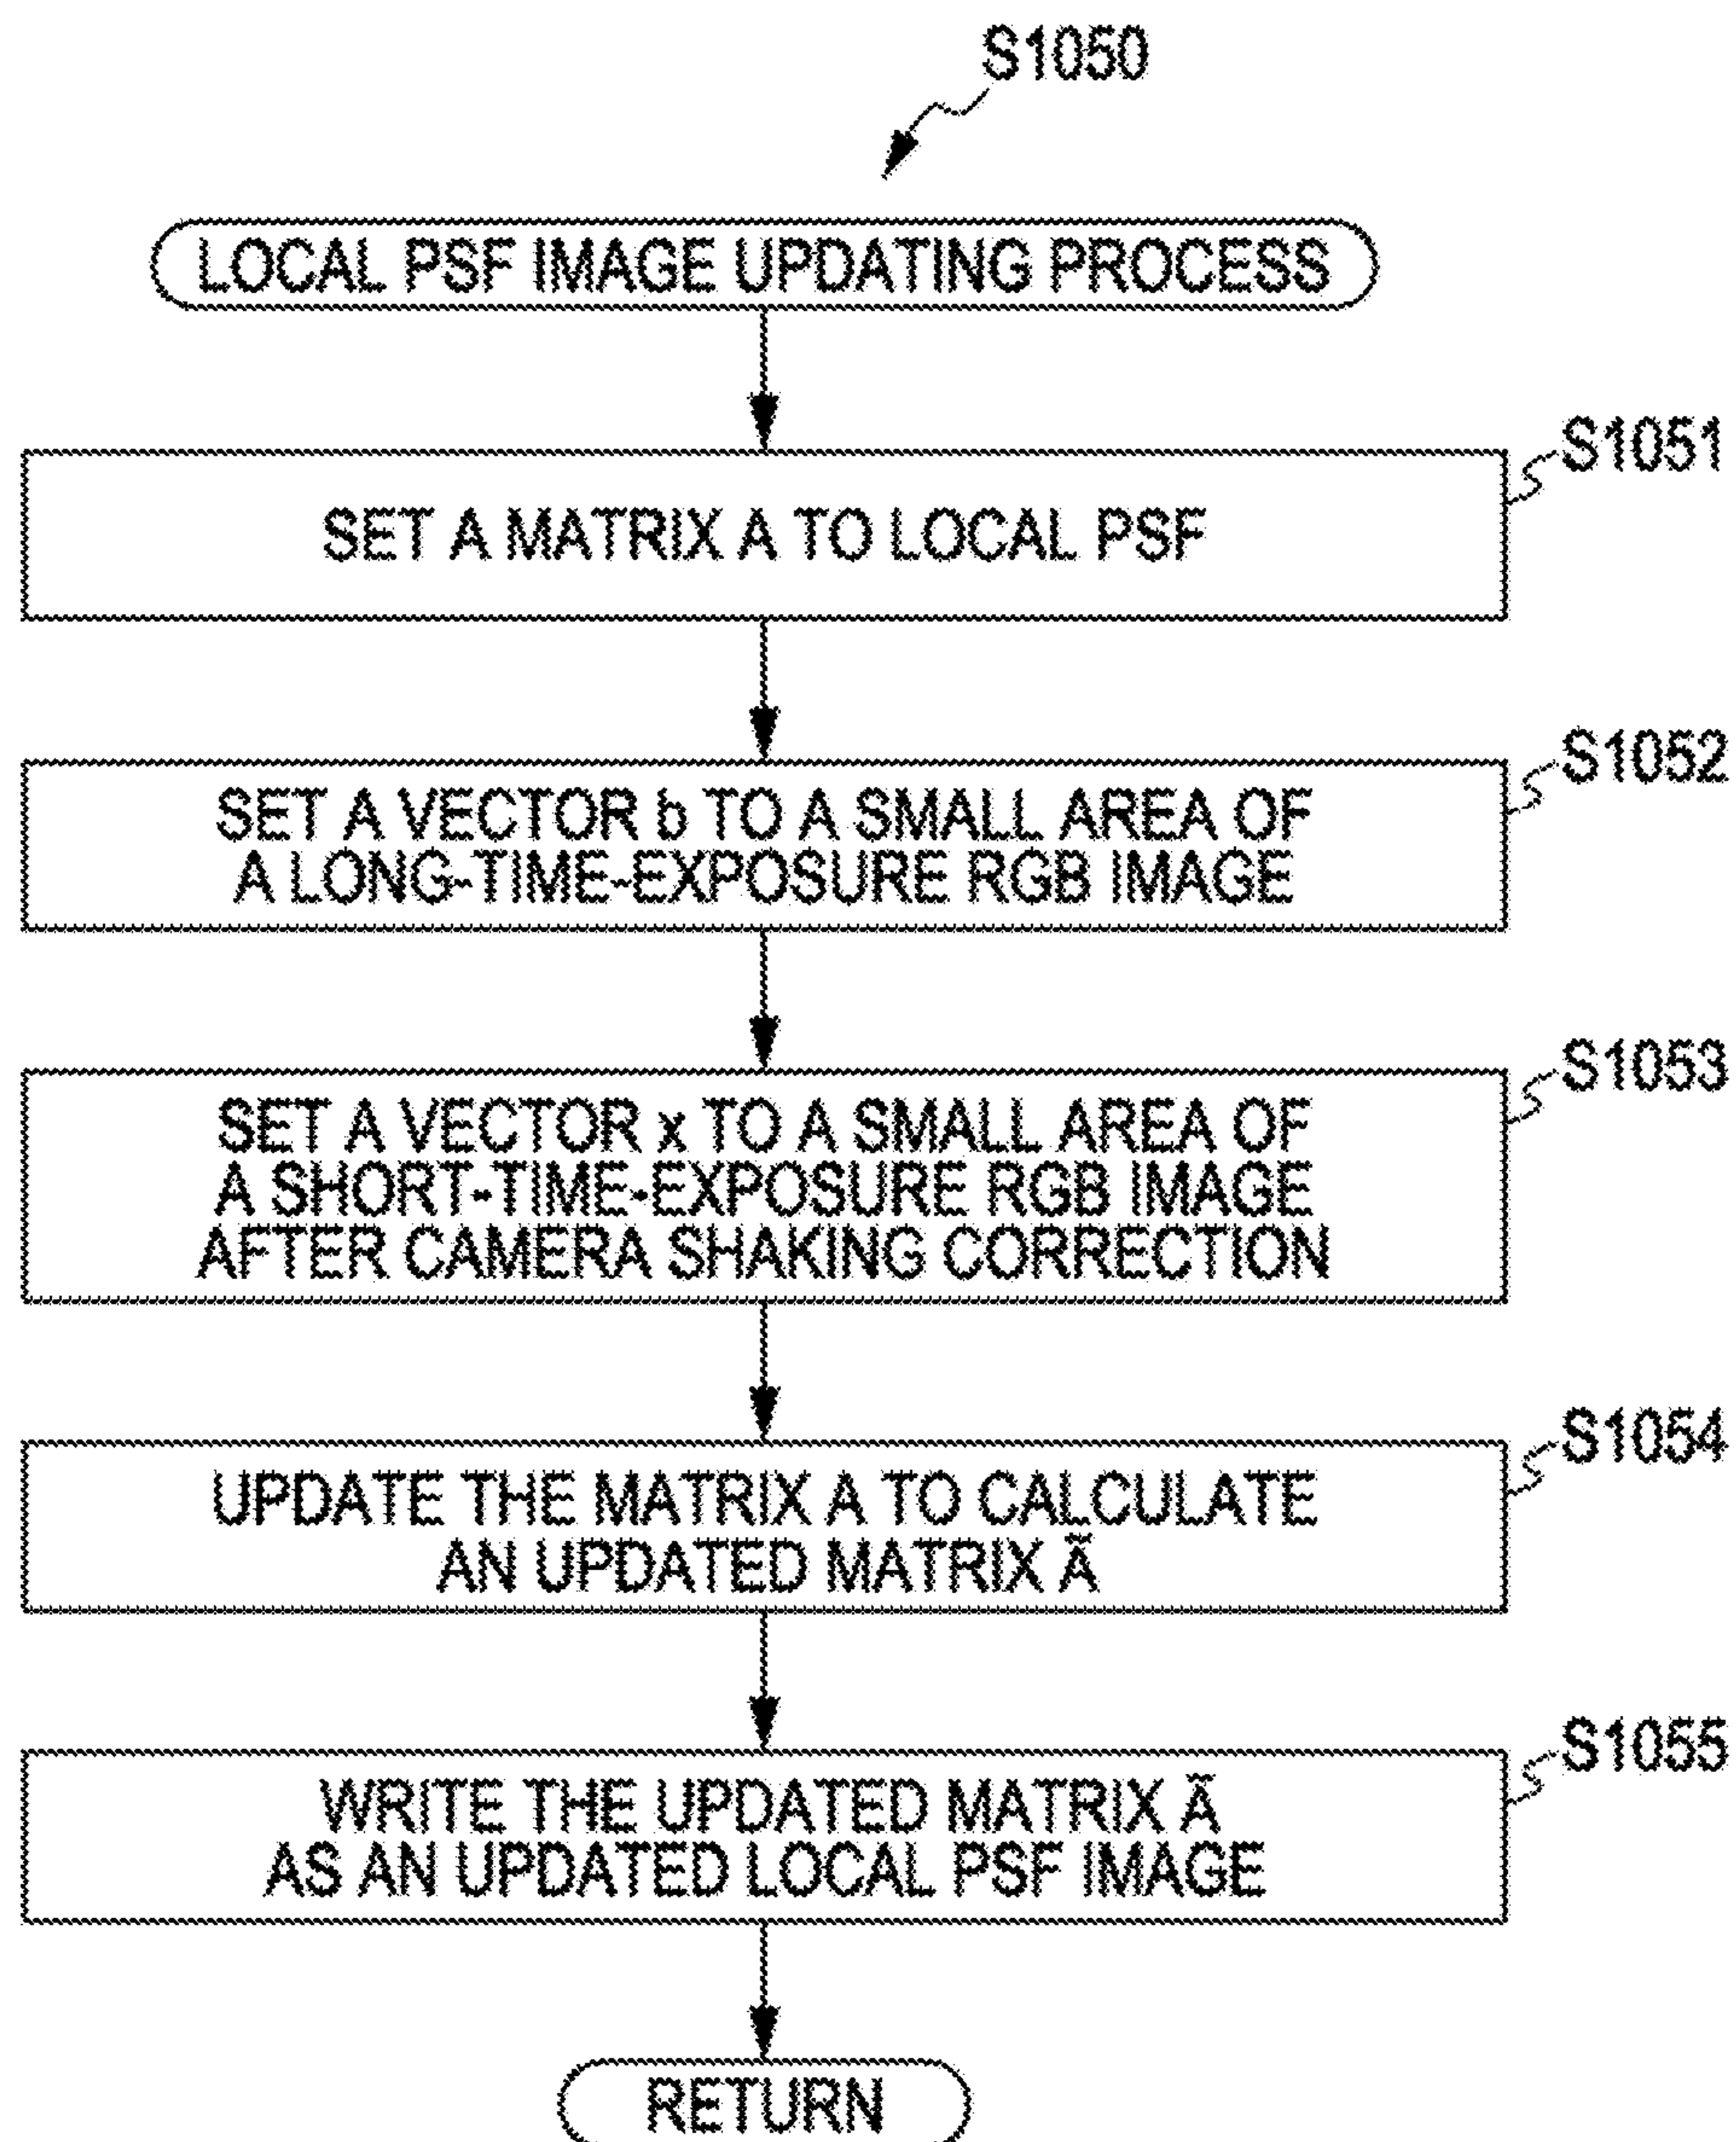 S1050
LOCAL PSF IMAGE UPDATING PROCESS
S1051
SET A MATRIX A TO LOCAL PSF
S1052
SET A VECTOR b TO A SMALL AREA OF
A LONG-TIME-EXPOSURE RGB IMAGE
S1053
SET A VECTOR x TO A SMALL AREA OF
A SHORT-TIME-EXPOSURE RGB IMAGE
AFTER CAMERA SHAKING CORRECTION
S1054
UPDATE THE MATRIX A TO CALCULATE
AN UPDATED MATRIX Ã
S1055
WRITE THE UPDATED MATRIX Ã
AS AN UPDATED LOCAL PSF IMAGE
RETURN